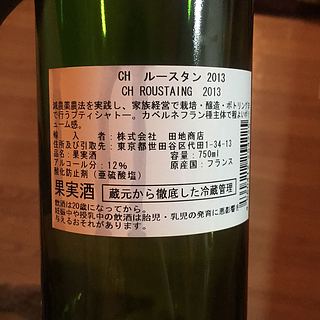 CH ルースタン 2013
CH ROUSTAING 2013
減農薬農法を実践し、家族経営で栽培・醸造・ボトリングま
で行うプティシャトー。カベルネフラン種主体で程よいボリ
ューム感。
輸入者：株式会社 田地商店
住所及び引取先：東京都世田谷区代田1-34-13
品名：果実酒 容量：750ml
アルコール分：12% 原産国：フランス
酸化防止剤（亜硫酸塩）
果実酒 蔵元から徹底した冷蔵管理
飲酒は20歳になってから。
妊娠中や授乳中の飲酒は胎児・乳児の発育に悪影響を
与えるおそれがあります。